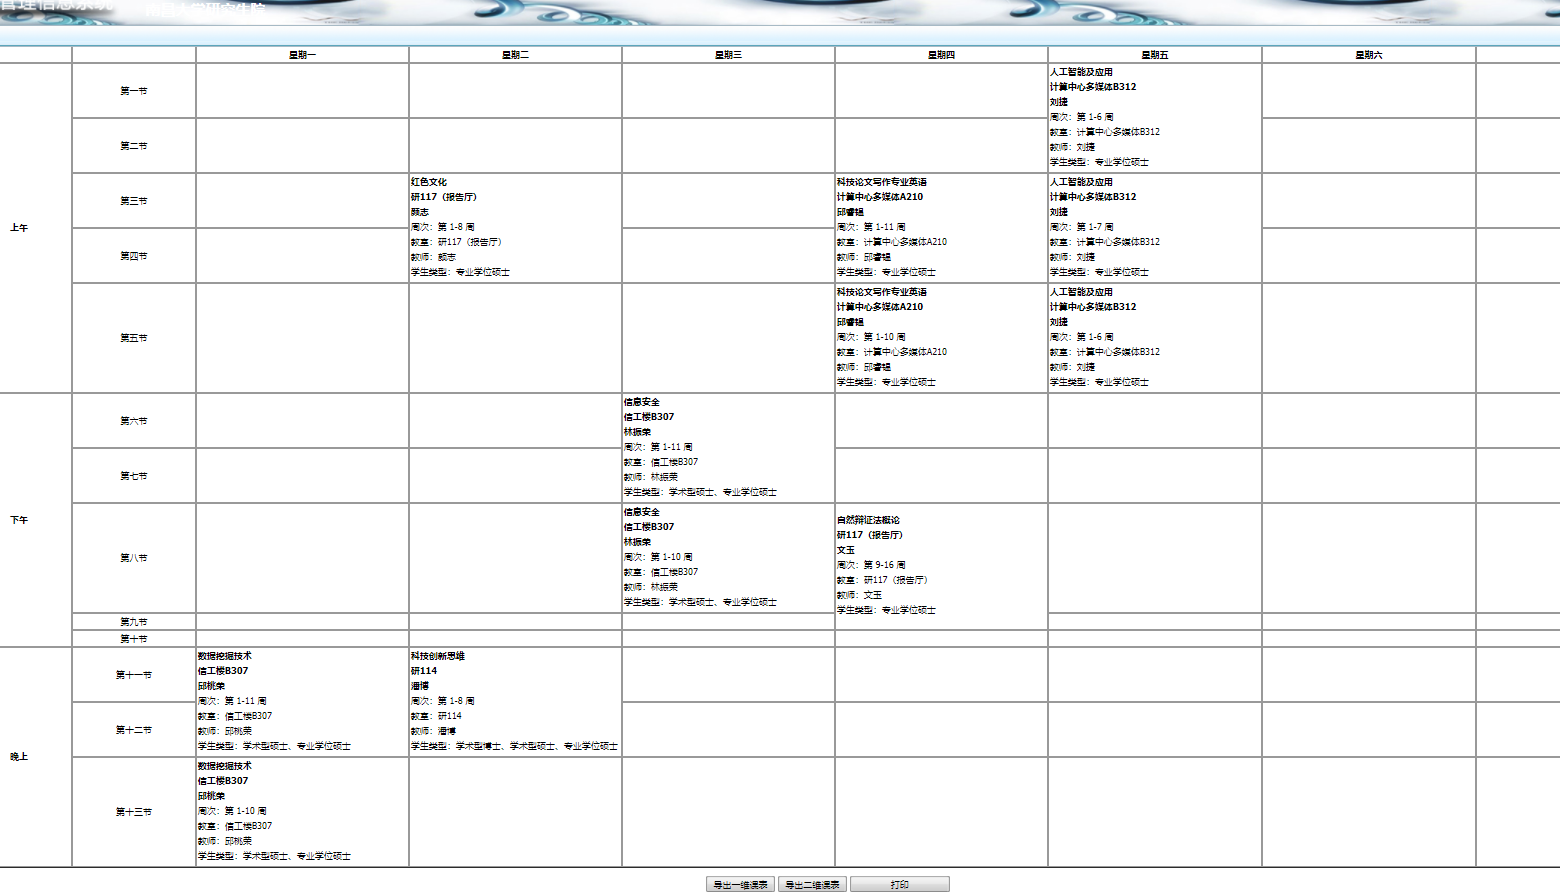 管理信息系统 南昌大学研究生院
星期一 星期二 星期三 星期四 星期五 星期六
上午
第一节
人工智能及应用
计算中心多媒体B312
刘捷
周次：第 1-6 周
教室：计算中心多媒体B312
教师：刘捷
学生类型：专业学位硕士
第二节
第三节
红色文化
研117（报告厅）
颜志
周次：第 1-8 周
教室：研117（报告厅）
教师：颜志
学生类型：专业学位硕士
科技论文写作专业英语
计算中心多媒体A210
邱睿韫
周次：第 1-11 周
教室：计算中心多媒体A210
教师：邱睿韫
学生类型：专业学位硕士
人工智能及应用
计算中心多媒体B312
刘捷
周次：第 1-7 周
教室：计算中心多媒体B312
教师：刘捷
学生类型：专业学位硕士
第四节
第五节
科技论文写作专业英语
计算中心多媒体A210
邱睿韫
周次：第 1-10 周
教室：计算中心多媒体A210
教师：邱睿韫
学生类型：专业学位硕士
人工智能及应用
计算中心多媒体B312
刘捷
周次：第 1-6 周
教室：计算中心多媒体B312
教师：刘捷
学生类型：专业学位硕士
下午
第六节
信息安全
信工楼B307
林振荣
周次：第 1-11 周
教室：信工楼B307
教师：林振荣
学生类型：学术型硕士、专业学位硕士
第七节
第八节
信息安全
信工楼B307
林振荣
周次：第 1-10 周
教室：信工楼B307
教师：林振荣
学生类型：学术型硕士、专业学位硕士
自然辩证法概论
研117（报告厅）
文玉
周次：第 9-16 周
教室：研117（报告厅）
教师：文玉
学生类型：专业学位硕士
第九节
第十节
晚上
第十一节
数据挖掘技术
信工楼B307
邱桃荣
周次：第 1-11 周
教室：信工楼B307
教师：邱桃荣
学生类型：学术型硕士、专业学位硕士
科技创新思维
研114
潘博
周次：第 1-8 周
教室：研114
教师：潘博
学生类型：学术型博士、学术型硕士、专业学位硕士
第十二节
第十三节
数据挖掘技术
信工楼B307
邱桃荣
周次：第 1-10 周
教室：信工楼B307
教师：邱桃荣
学生类型：学术型硕士、专业学位硕士
导出一维课表 导出二维课表 打印